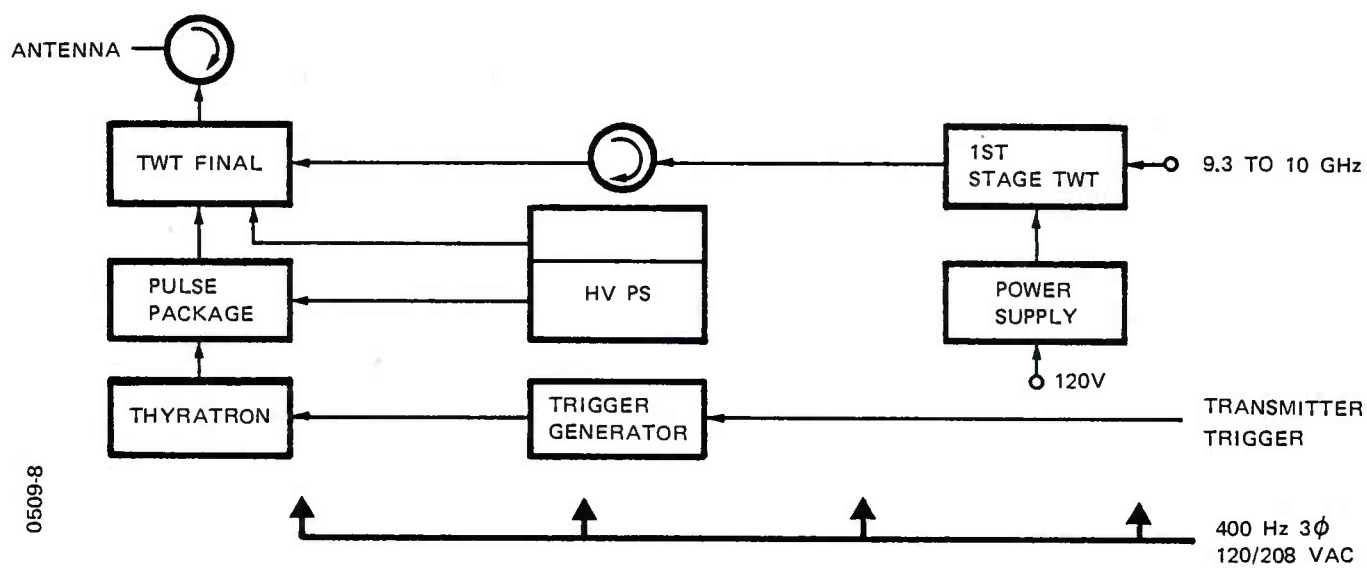 ANTENNA
TWT FINAL
1ST
STAGE TWT
9.3 TO 10 GHz
PULSE
PACKAGE
HV PS
POWER
SUPPLY
120V
THYRATRON
TRIGGER
GENERATOR
TRANSMITTER
TRIGGER
0509-8
400 Hz 3ϕ
120/208 VAC